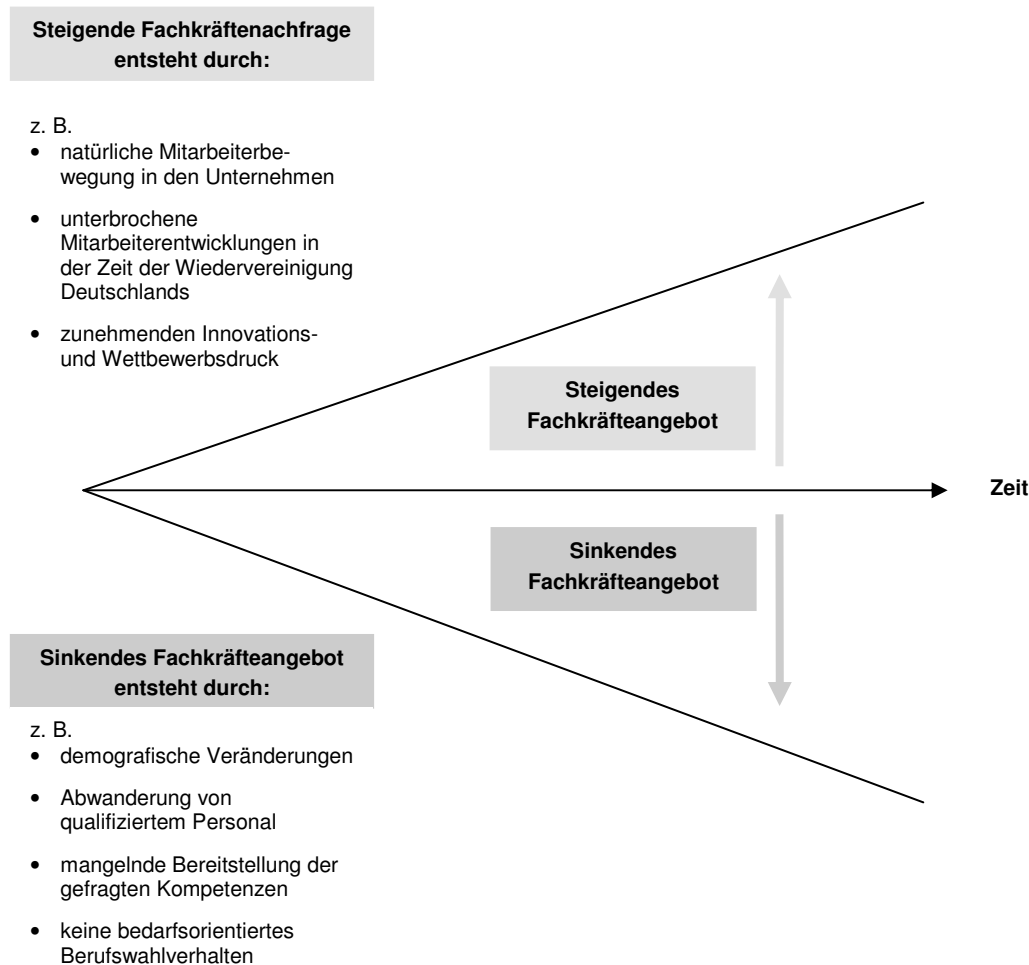 Steigende Fachkräftenachfrage
entsteht durch:
z. B.
• natürliche Mitarbeiterbe-
wegung in den Unternehmen
• unterbrochene
Mitarbeiterentwicklungen in
der Zeit der Wiedervereinigung
Deutschlands
• zunehmenden Innovations-
und Wettbewerbsdruck
Steigendes
Fachkräfteangebot
Zeit
Sinkendes
Fachkräfteangebot
Sinkendes Fachkräfteangebot
entsteht durch:
z. B.
• demografische Veränderungen
• Abwanderung von
qualifiziertem Personal
• mangelnde Bereitstellung der
gefragten Kompetenzen
• keine bedarfsorientiertes
Berufswahlverhalten